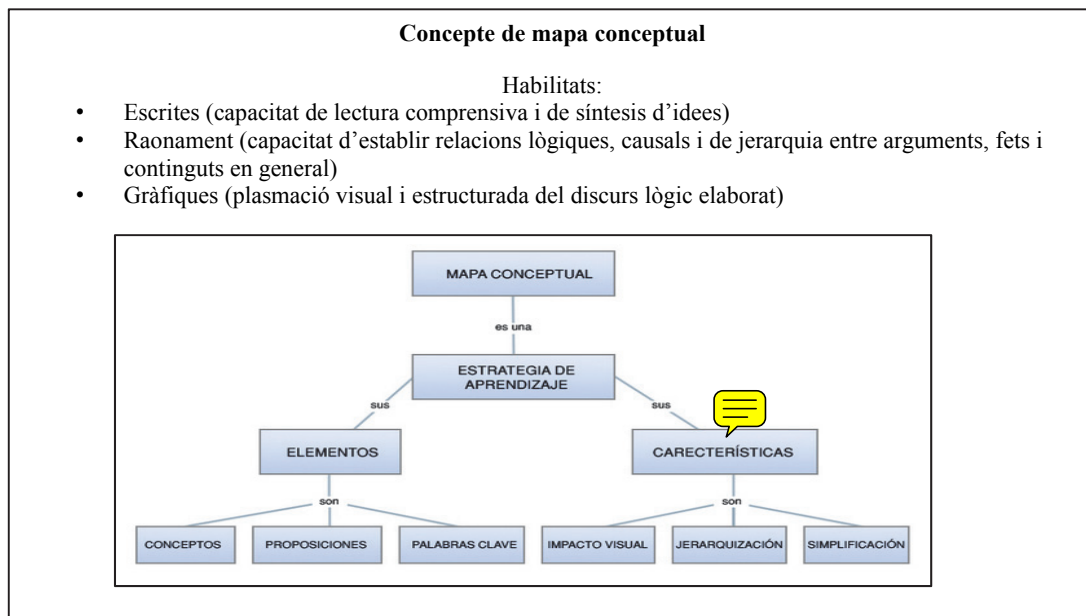 Concepte de mapa conceptual
Habilitats:
• Escrites (capacitat de lectura comprensiva i de síntesis d’idees)
• Raonament (capacitat d’establir relacions lògiques, causals i de jerarquia entre arguments, fets i
continguts en general)
• Gràfiques (plasmació visual i estructurada del discurs lògic elaborat)
MAPA CONCEPTUAL
es una
ESTRATEGIA DE
APRENDIZAJE
sus sus
ELEMENTOS CARECTERÍSTICAS
son son
CONCEPTOS PROPOSICIONES PALABRAS CLAVE IMPACTO VISUAL JERARQUIZACIÓN SIMPLIFICACIÓN